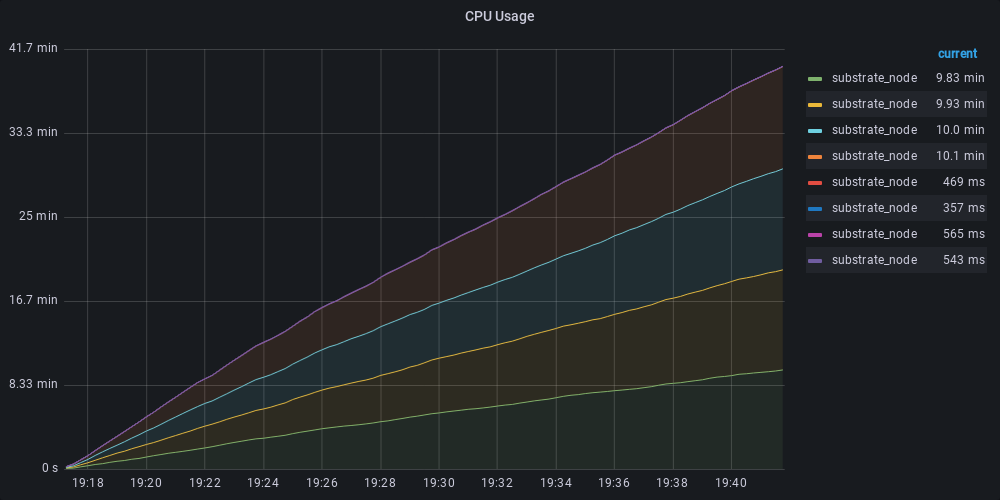 CPU Usage
41.7 min
33.3 min
25 min
16.7 min
8.33 min
0 s
19:18 19:20 19:22 19:24 19:26 19:28 19:30 19:32 19:34 19:36 19:38 19:40
current
substrate_node 9.83 min
substrate_node 9.93 min
substrate_node 10.0 min
substrate_node 10.1 min
substrate_node 469 ms
substrate_node 357 ms
substrate_node 565 ms
substrate_node 543 ms